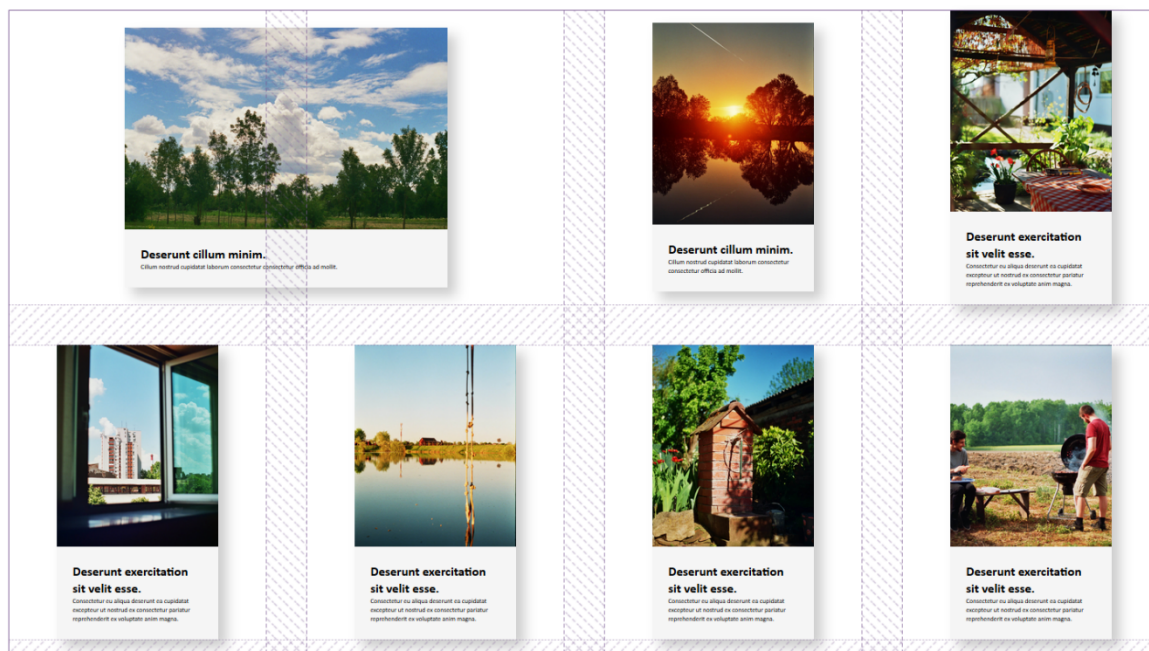 Deserunt cillum minim.
Cillum nostrud cupidatat laborum consectetur consectetur officia ad mollit.
Deserunt cillum minim.
Cillum nostrud cupidatat laborum consectetur
consectetur officia ad mollit.
Deserunt exercitation
sit velit esse.
Consectetur eu aliqua deserunt ea cupidatat
excepteur ut nostrud ex consectetur pariatur
reprehenderit ex voluptate anim magna.
Deserunt exercitation
sit velit esse.
Consectetur eu aliqua deserunt ea cupidatat
excepteur ut nostrud ex consectetur pariatur
reprehenderit ex voluptate anim magna.
Deserunt exercitation
sit velit esse.
Consectetur eu aliqua deserunt ea cupidatat
excepteur ut nostrud ex consectetur pariatur
reprehenderit ex voluptate anim magna.
Deserunt exercitation
sit velit esse.
Consectetur eu aliqua deserunt ea cupidatat
excepteur ut nostrud ex consectetur pariatur
reprehenderit ex voluptate anim magna.
Deserunt exercitation
sit velit esse.
Consectetur eu aliqua deserunt ea cupidatat
excepteur ut nostrud ex consectetur pariatur
reprehenderit ex voluptate anim magna.